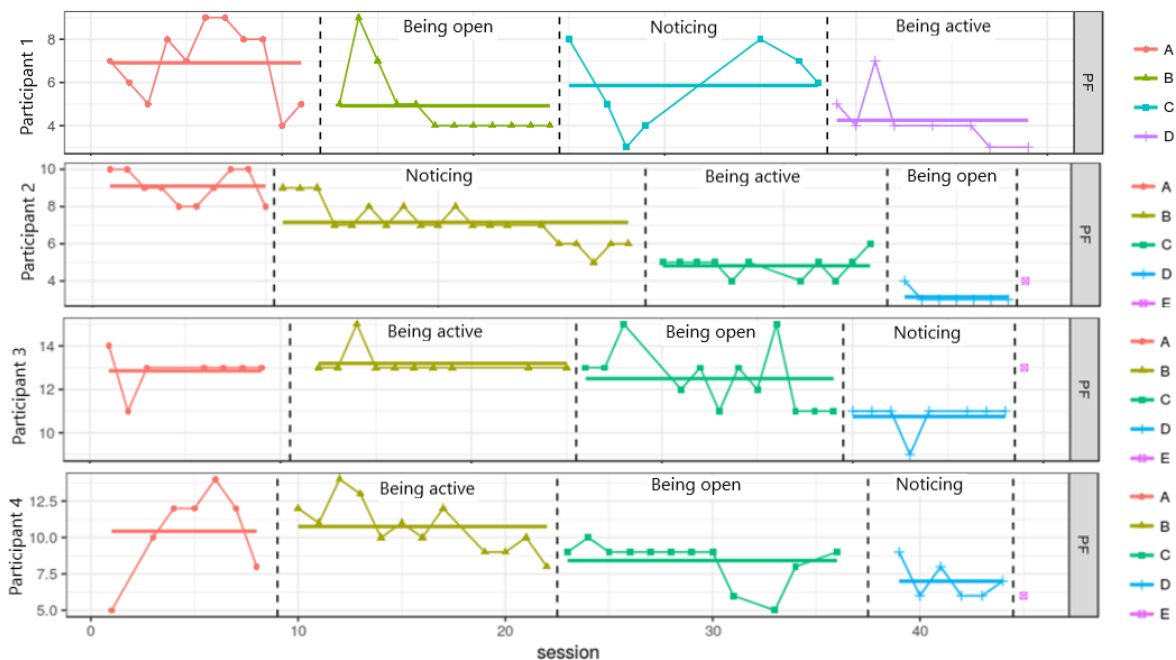 Participant 1
8
6
4
Being open
Noticing
Being active
PF
A
B
C
D
Participant 2
10
8
6
4
Noticing
Being active
Being open
PF
A
B
C
D
E
Participant 3
14
12
10
Being active
Being open
Noticing
PF
A
B
C
D
E
Participant 4
12.5
10.0
7.5
5.0
Being active
Being open
Noticing
PF
A
B
C
D
E
0
10
20
30
40
session